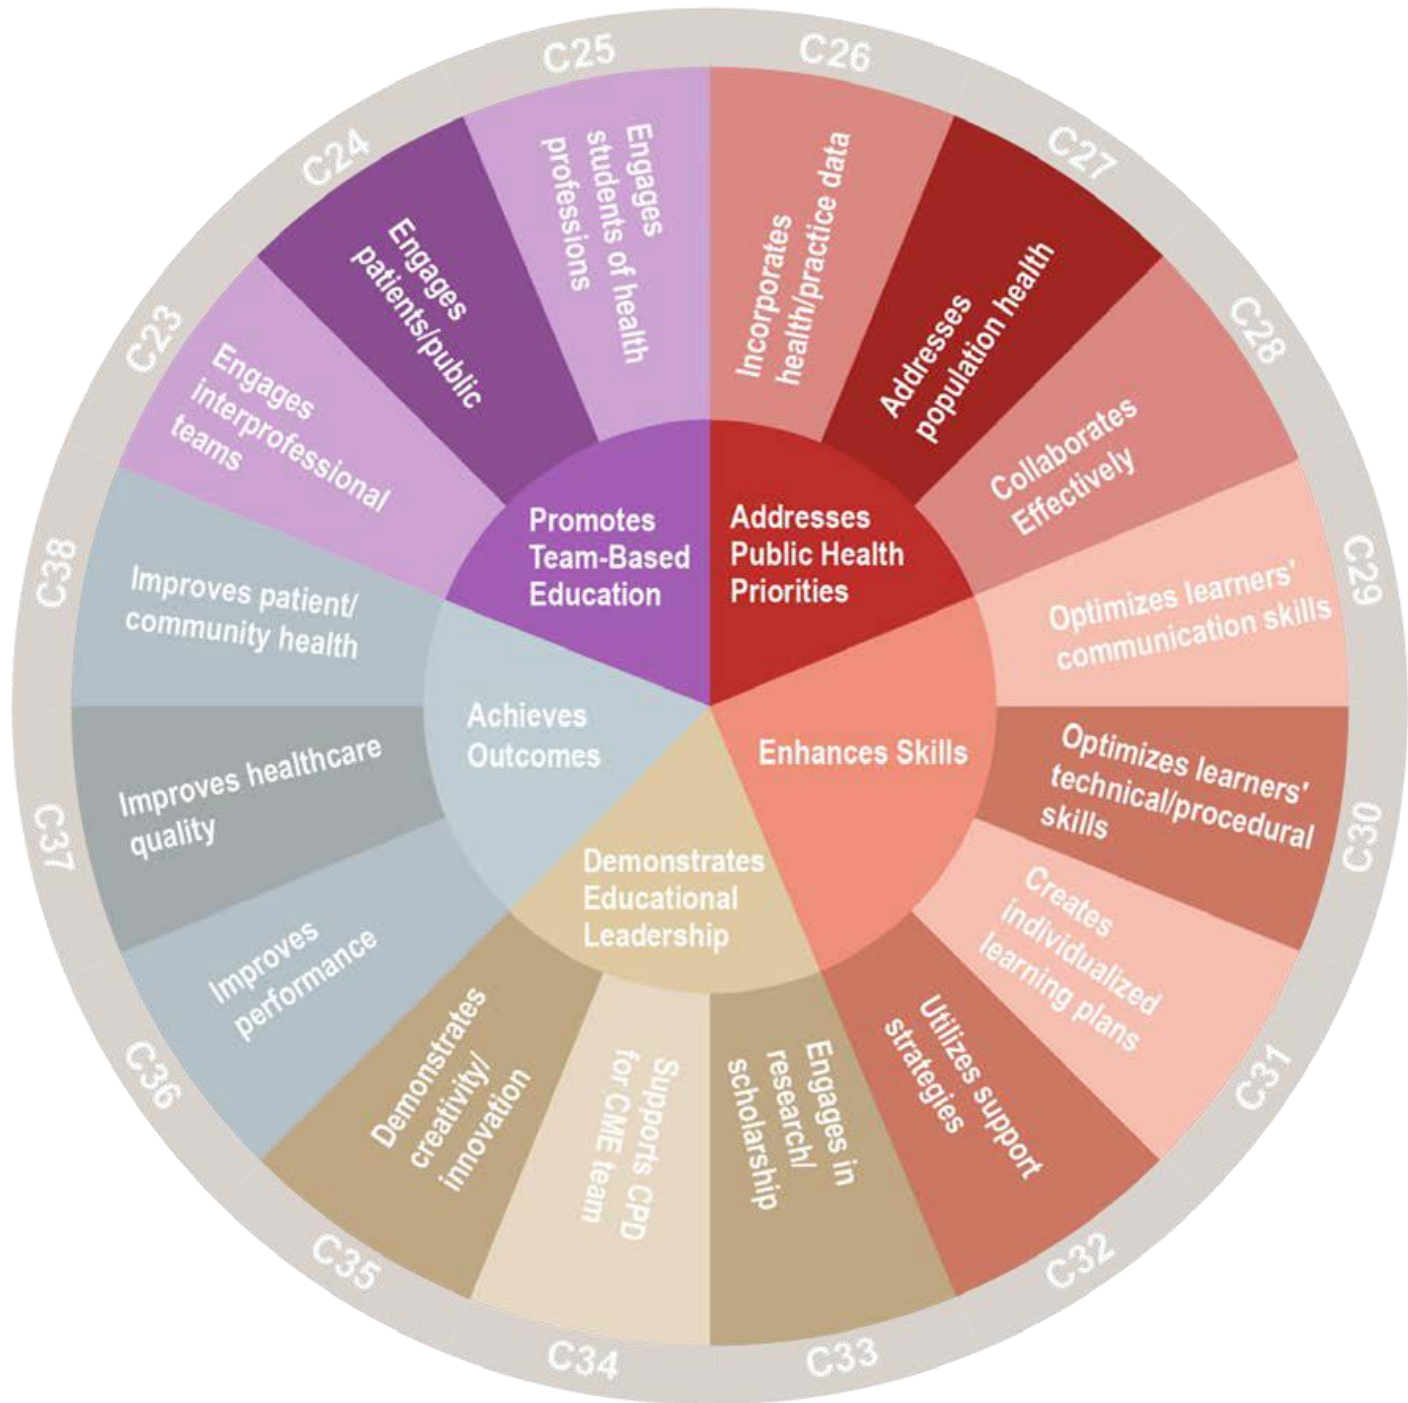 C23
Engages
interprofessional
teams
C24
Engages
patients/public
C25
Engages
students of health
professions
C26
Incorporates
health/practice data
C27
Addresses
population health
C28
Collaborates
Effectively
C29
Optimizes learners'
communication skills
C30
Optimizes learners'
technical/procedural
skills
C31
Creates
individualized
learning plans
C32
Utilizes support
strategies
C33
Engages in
research/
scholarship
C34
Supports CPD
for CME team
C35
Demonstrates
creativity/
innovation
C36
Improves
performance
C37
Improves healthcare
quality
C38
Improves patient/
community health
Promotes
Team-Based
Education
Addresses
Public Health
Priorities
Enhances Skills
Demonstrates
Educational
Leadership
Achieves
Outcomes